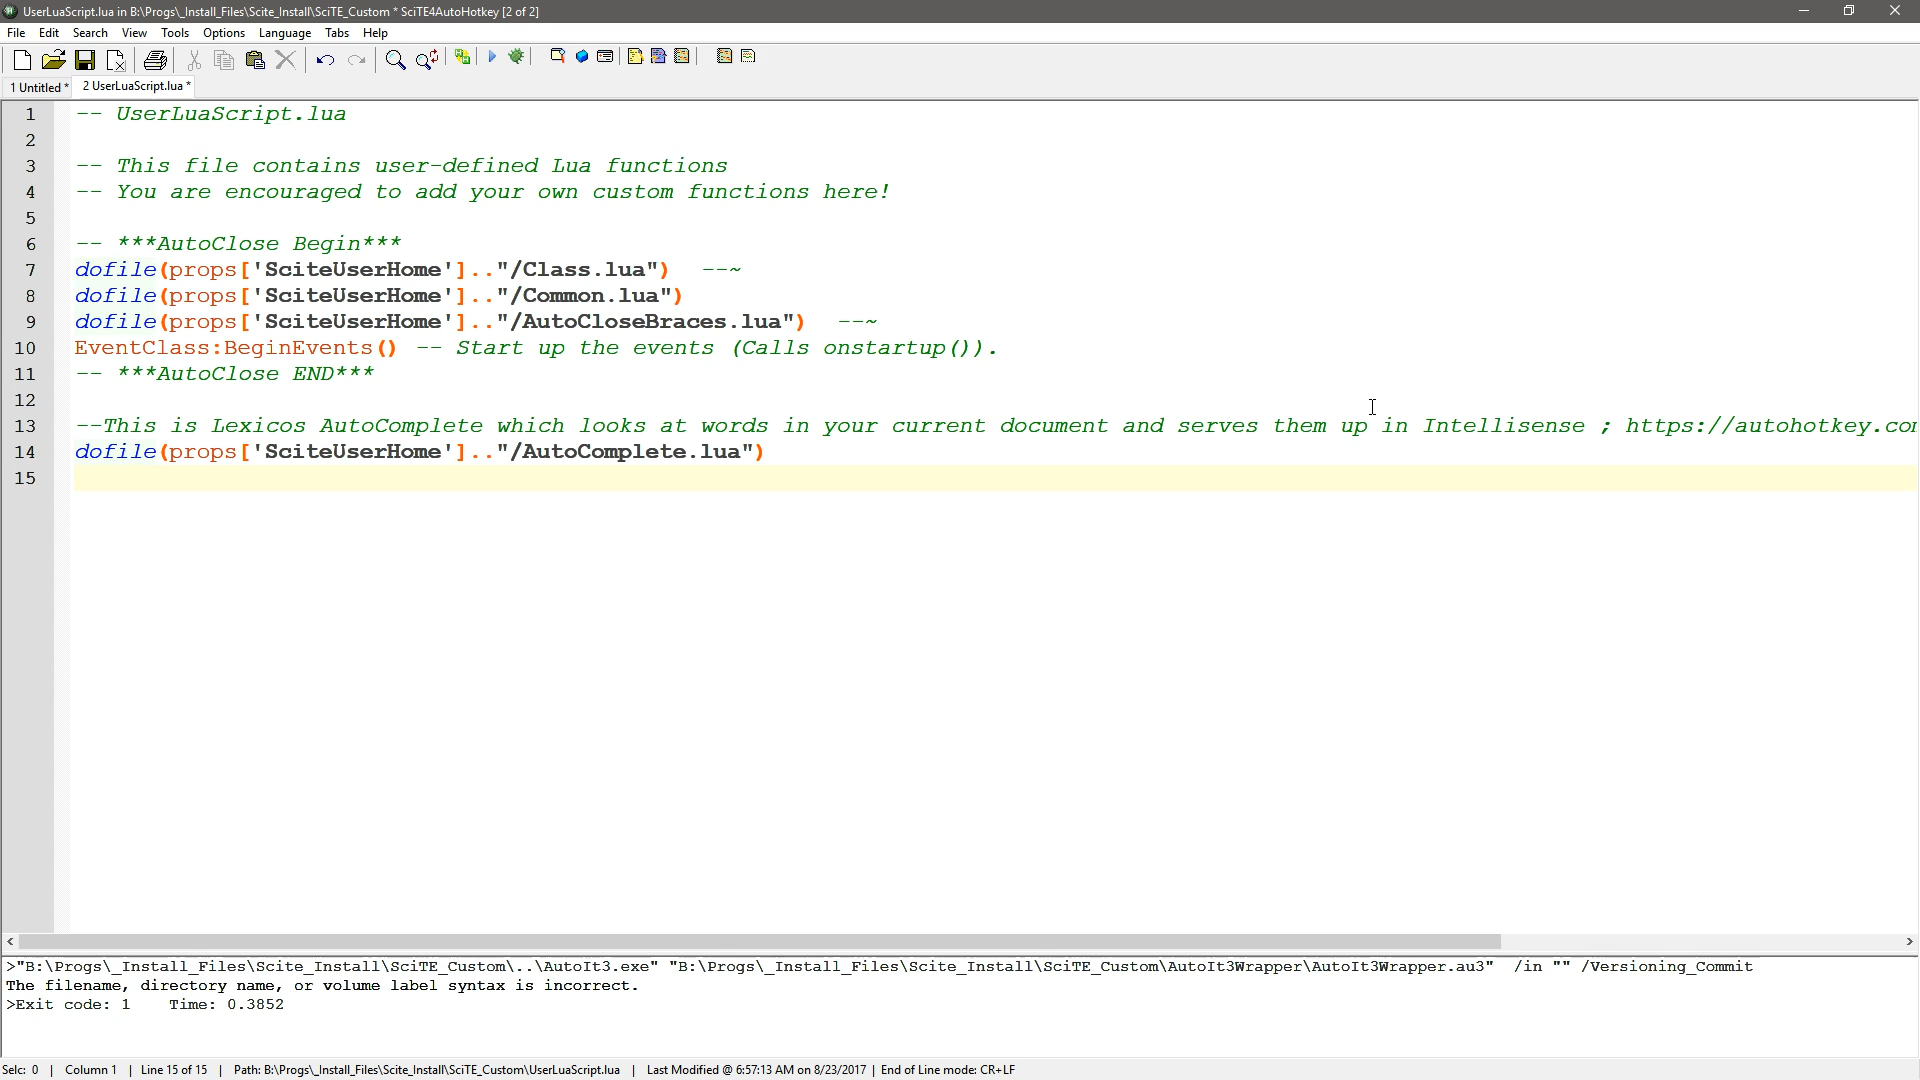 UserLuaScript.lua in B:\Progs\_Install_Files\Scite_Install\SciTE_Custom * SciTE4AutoHotkey [2 of 2]
File Edit Search View Tools Options Language Tabs Help
1 Untitled * 2 UserLuaScript.lua *
1 -- UserLuaScript.lua
2
3 -- This file contains user-defined Lua functions
4 -- You are encouraged to add your own custom functions here!
5
6 -- ***AutoClose Begin***
7 dofile(props['SciteUserHome'].."/Class.lua")  --~
8 dofile(props['SciteUserHome'].."/Common.lua")
9 dofile(props['SciteUserHome'].."/AutoCloseBraces.lua")  --~
10 EventClass:BeginEvents() -- Start up the events (Calls onstartup()).
11 -- ***AutoClose END***
12
13 --This is Lexicos AutoComplete which looks at words in your current document and serves them up in Intellisense ; https://autohotkey.com
14 dofile(props['SciteUserHome'].."/AutoComplete.lua")
15
>"B:\Progs\_Install_Files\Scite_Install\SciTE_Custom\..\AutoIt3.exe" "B:\Progs\_Install_Files\Scite_Install\SciTE_Custom\AutoIt3Wrapper\AutoIt3Wrapper.au3"  /in "" /Versioning_Commit
The filename, directory name, or volume label syntax is incorrect.
>Exit code: 1    Time: 0.3852
Selc: 0 | Column 1 | Line 15 of 15 | Path: B:\Progs\_Install_Files\Scite_Install\SciTE_Custom\UserLuaScript.lua | Last Modified @ 6:57:13 AM on 8/23/2017 | End of Line mode: CR+LF